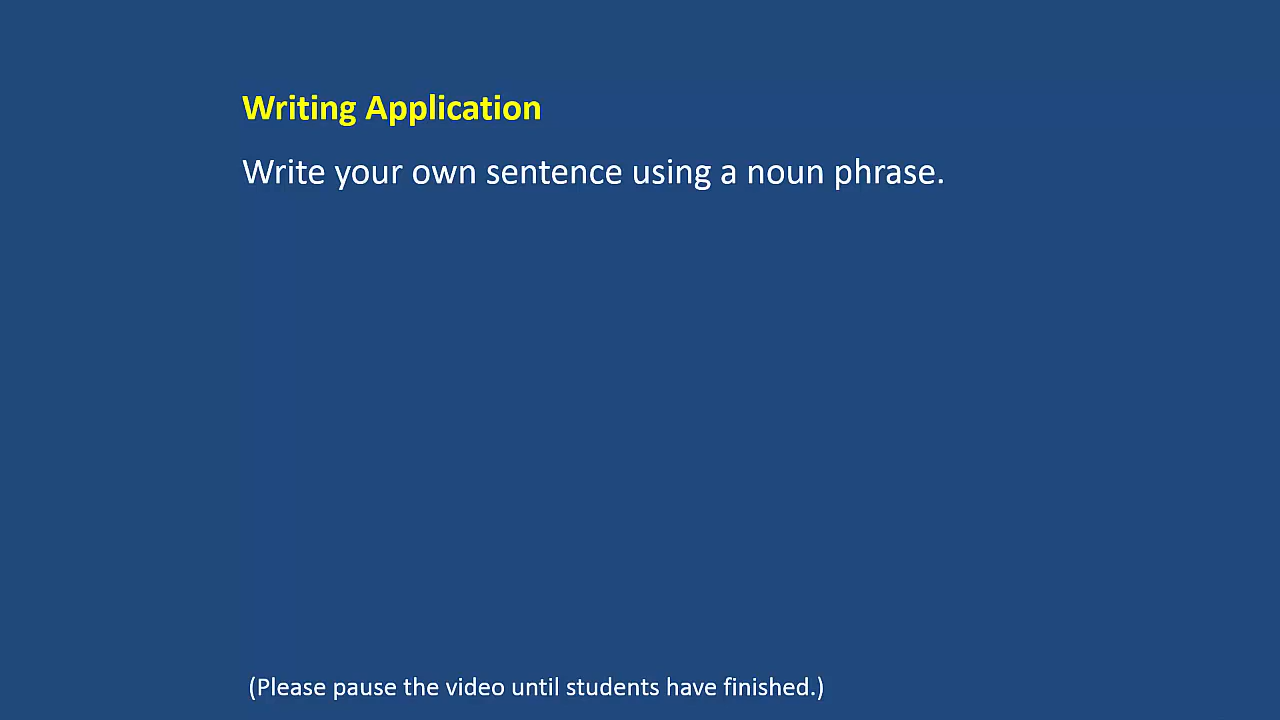 Writing Application
Write your own sentence using a noun phrase.
(Please pause the video until students have finished.)